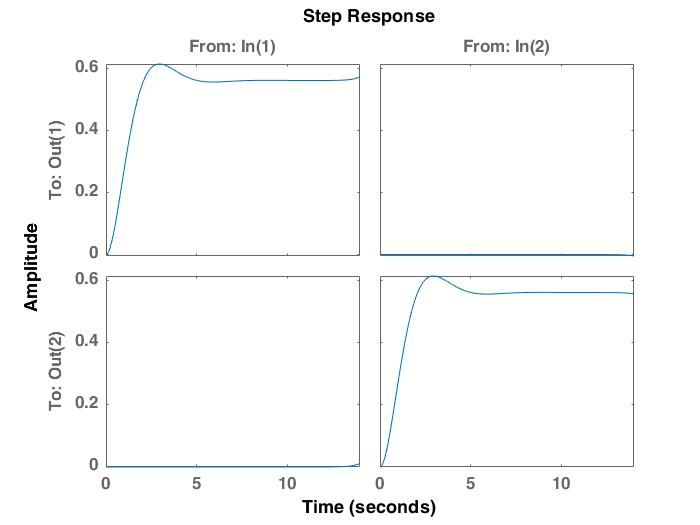 Step Response
From: In(1)
From: In(2)
Amplitude
To: Out(1)
0.6
0.4
0.2
0
To: Out(2)
0.6
0.4
0.2
0
0 5 10
0 5 10
Time (seconds)